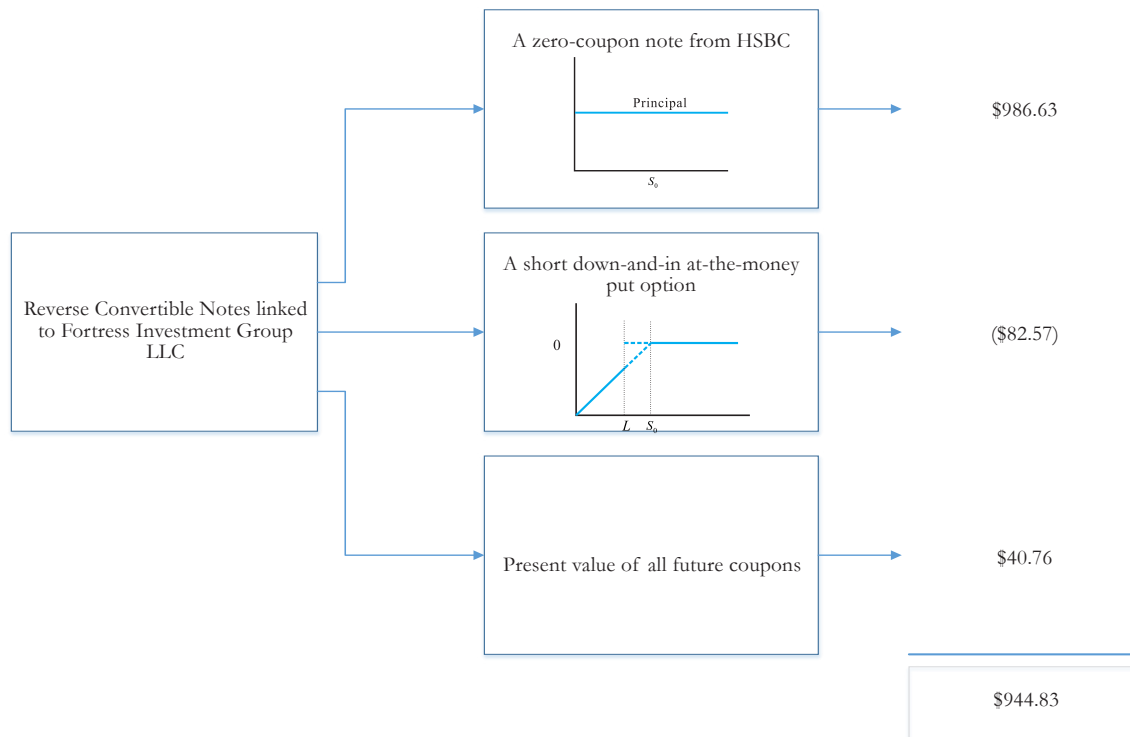 A zero-coupon note from HSBC
Principal
S₀
$986.63
Reverse Convertible Notes linked
to Fortress Investment Group
LLC
A short down-and-in at-the-money
put option
0
L S₀
($82.57)
Present value of all future coupons
$40.76
$944.83